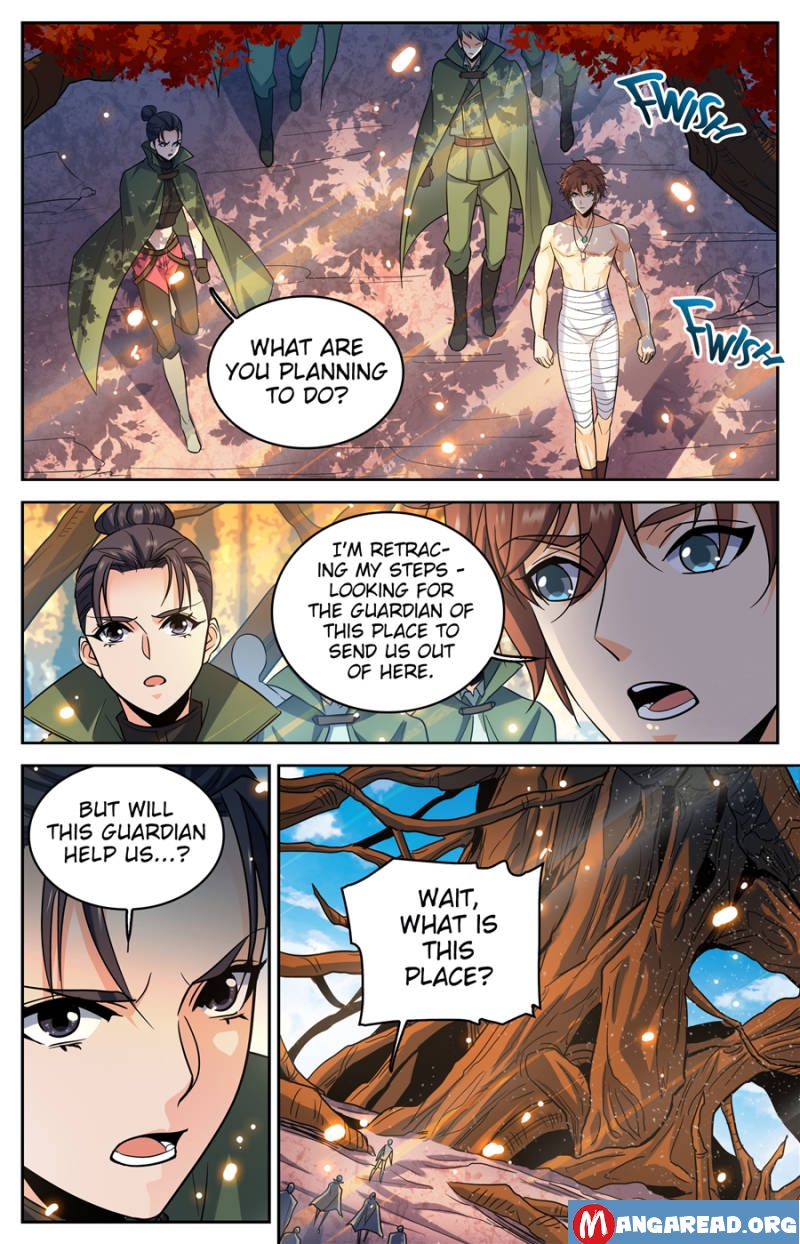 FWISH
WHAT ARE
YOU PLANNING
TO DO?
FWISH
I'M RETRAC-
ING MY STEPS -
LOOKING FOR
THE GUARDIAN OF
THIS PLACE TO
SEND US OUT
OF HERE.
BUT WILL
THIS GUARDIAN
HELP US...?
WAIT,
WHAT IS
THIS
PLACE?
MANGAREAD.ORG